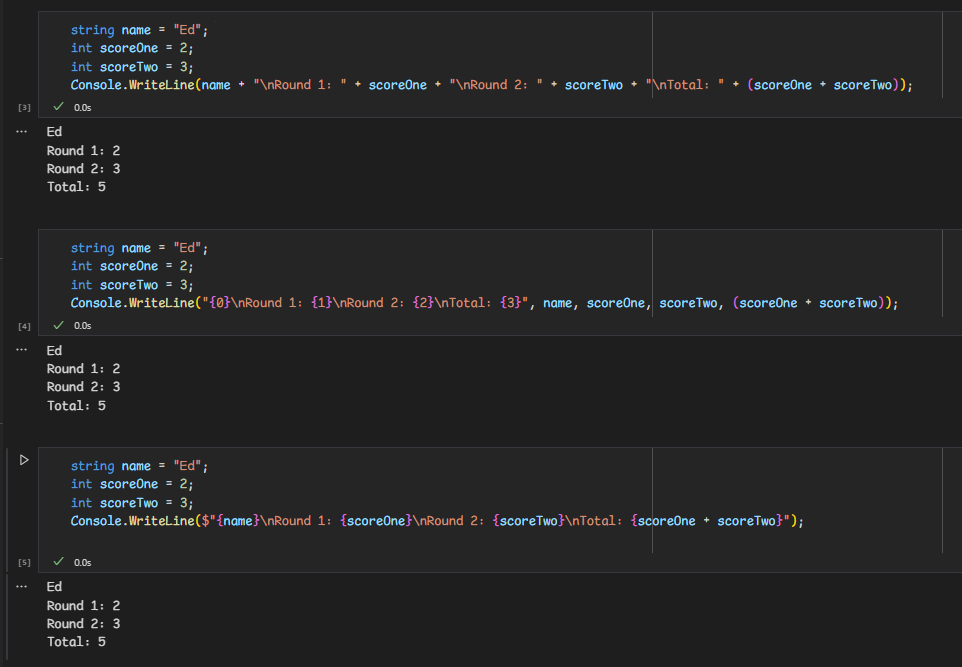 string name = "Ed";
int scoreOne = 2;
int scoreTwo = 3;
Console.WriteLine(name + "\nRound 1: " + scoreOne + "\nRound 2: " + scoreTwo + "\nTotal: " + (scoreOne + scoreTwo));
[3] 0.0s
... Ed
Round 1: 2
Round 2: 3
Total: 5
string name = "Ed";
int scoreOne = 2;
int scoreTwo = 3;
Console.WriteLine("{0}\nRound 1: {1}\nRound 2: {2}\nTotal: {3}", name, scoreOne, scoreTwo, (scoreOne + scoreTwo));
[4] 0.0s
... Ed
Round 1: 2
Round 2: 3
Total: 5
string name = "Ed";
int scoreOne = 2;
int scoreTwo = 3;
Console.WriteLine($"{name}\nRound 1: {scoreOne}\nRound 2: {scoreTwo}\nTotal: {scoreOne + scoreTwo}");
[5] 0.0s
... Ed
Round 1: 2
Round 2: 3
Total: 5